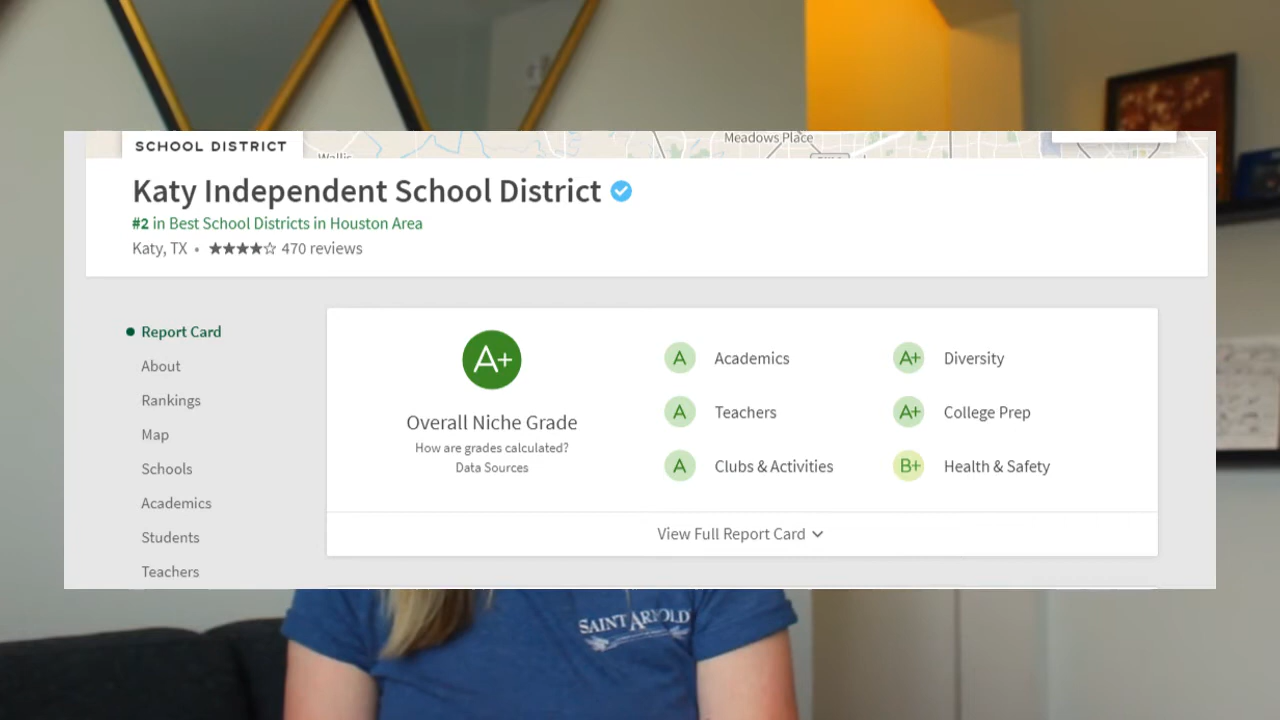 SCHOOL DISTRICT
Wallis
Meadows Place
Katy Independent School District
#2 in Best School Districts in Houston Area
Katy, TX • ★★★★☆ 470 reviews
Report Card
About
Rankings
Map
Schools
Academics
Students
Teachers
A+
Overall Niche Grade
How are grades calculated?
Data Sources
A Academics
A Teachers
A Clubs & Activities
A+ Diversity
A+ College Prep
B+ Health & Safety
View Full Report Card
SAINT ARNOLD